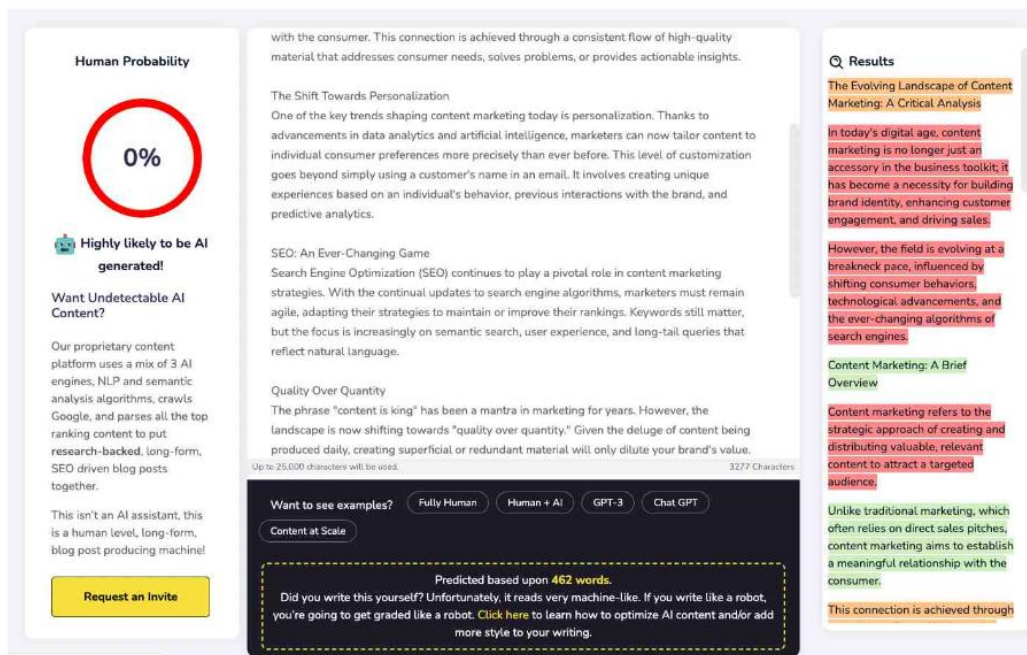 Human Probability
0%
Highly likely to be AI
generated!
Want Undetectable AI
Content?
Our proprietary content
platform uses a mix of 3 AI
engines, NLP and semantic
analysis algorithms, crawls
Google, and parses all the top
ranking content to put
research-backed, long-form,
SEO driven blog posts
together.
This isn't an AI assistant, this
is a human level, long-form,
blog post producing machine!
Request an Invite
with the consumer. This connection is achieved through a consistent flow of high-quality
material that addresses consumer needs, solves problems, or provides actionable insights.
The Shift Towards Personalization
One of the key trends shaping content marketing today is personalization. Thanks to
advancements in data analytics and artificial intelligence, marketers can now tailor content to
individual consumer preferences more precisely than ever before. This level of customization
goes beyond simply using a customer's name in an email. It involves creating unique
experiences based on an individual's behavior, previous interactions with the brand, and
predictive analytics.
SEO: An Ever-Changing Game
Search Engine Optimization (SEO) continues to play a pivotal role in content marketing
strategies. With the continual updates to search engine algorithms, marketers must remain
agile, adapting their strategies to maintain or improve their rankings. Keywords still matter,
but the focus is increasingly on semantic search, user experience, and long-tail queries that
reflect natural language.
Quality Over Quantity
The phrase "content is king" has been a mantra in marketing for years. However, the
landscape is now shifting towards "quality over quantity." Given the deluge of content being
produced daily, creating superficial or redundant material will only dilute your brand's value.
Up to 25,000 characters will be used.
3277 Characters
Want to see examples?
Fully Human
Human + AI
GPT-3
Chat GPT
Content at Scale
Predicted based upon 462 words.
Did you write this yourself? Unfortunately, it reads very machine-like. If you write like a robot,
you're going to get graded like a robot. Click here to learn how to optimize AI content and/or add
more style to your writing.
Results
The Evolving Landscape of Content
Marketing: A Critical Analysis
In today's digital age, content
marketing is no longer just an
accessory in the business toolkit; it
has become a necessity for building
brand identity, enhancing customer
engagement, and driving sales.
However, the field is evolving at a
breakneck pace, influenced by
shifting consumer behaviors,
technological advancements, and
the ever-changing algorithms of
search engines.
Content Marketing: A Brief
Overview
Content marketing refers to the
strategic approach of creating and
distributing valuable, relevant
content to attract a targeted
audience.
Unlike traditional marketing, which
often relies on direct sales pitches,
content marketing aims to establish
a meaningful relationship with the
consumer.
This connection is achieved through